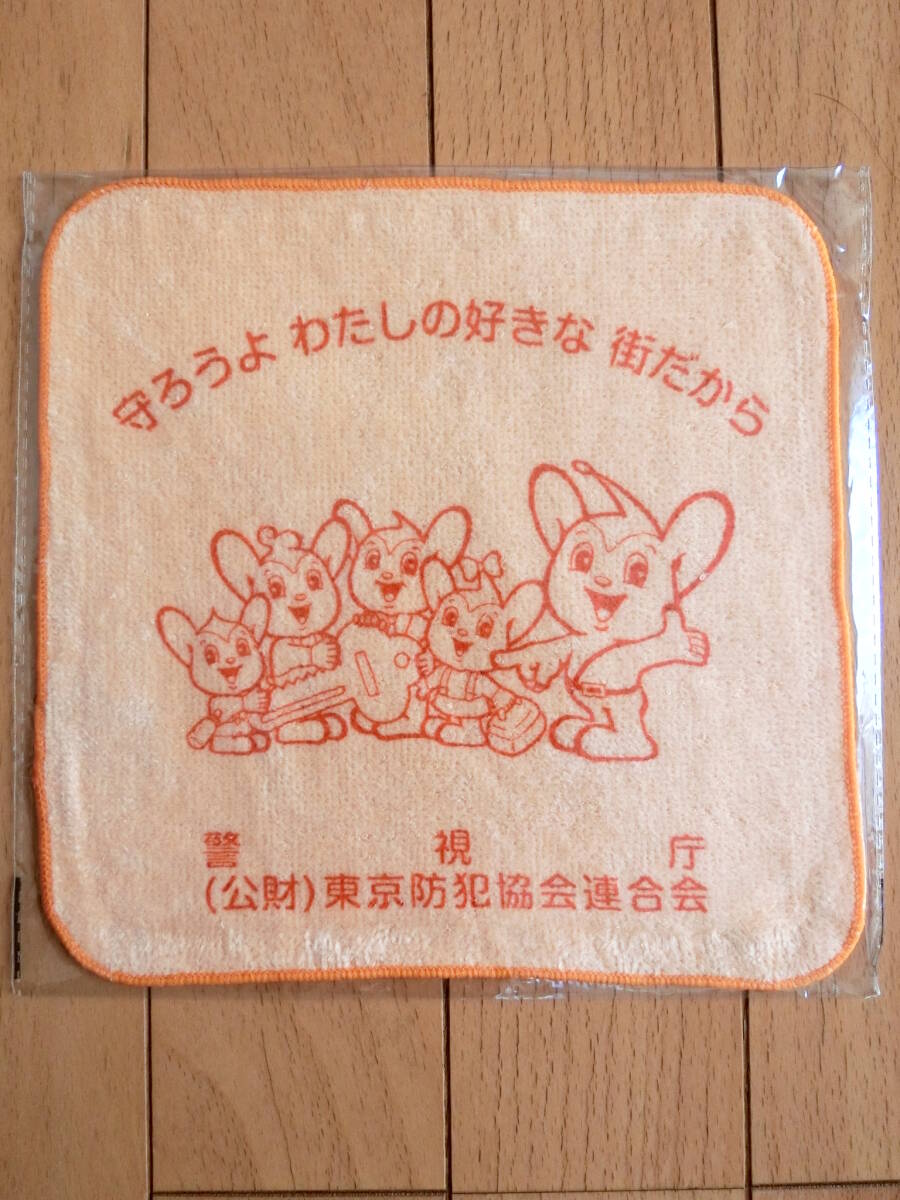 守ろうよ わたしの好きな 街だから
警視庁
(公財)東京防犯協会連合会